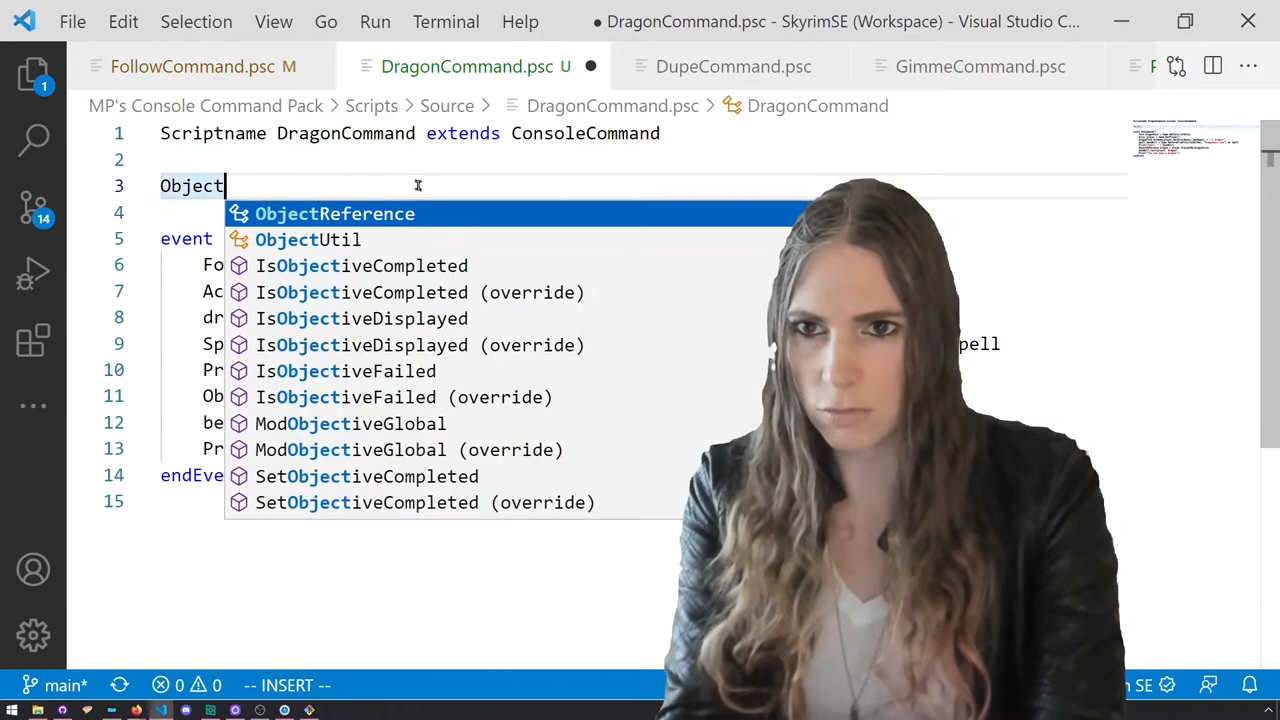 File Edit Selection View Go Run Terminal Help ● DragonCommand.psc - SkyrimSE (Workspace) - Visual Studio C...
FollowCommand.psc M DragonCommand.psc U DupeCommand.psc GimmeCommand.psc
MP's Console Command Pack > Scripts > Source > DragonCommand.psc > DragonCommand
1 Scriptname DragonCommand extends ConsoleCommand
2
3 Object
4 ObjectReference
ObjectUtil
5 event
IsObjectiveCompleted
6 Fo
IsObjectiveCompleted (override)
7 Ac
IsObjectiveDisplayed
8 dr
IsObjectiveDisplayed (override)
9 Sp pell
IsObjectiveFailed
10 Pr
IsObjectiveFailed (override)
11 Ob
ModObjectiveGlobal
12 be
ModObjectiveGlobal (override)
13 Pr
SetObjectiveCompleted
14 endEve
SetObjectiveCompleted (override)
15
1
14
main* 0 0 -- INSERT -- SE